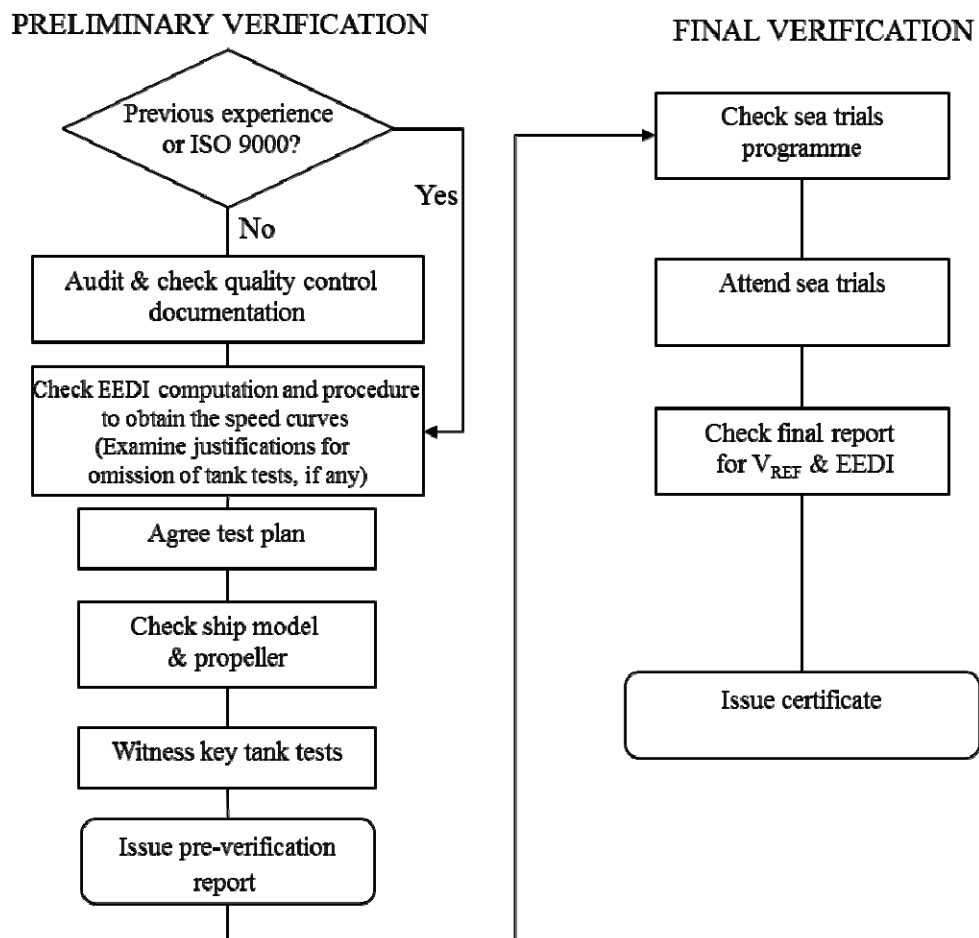 PRELIMINARY VERIFICATION
Previous experience
or ISO 9000?
Yes
No
Audit & check quality control
documentation
Check EEDI computation and procedure
to obtain the speed curves
(Examine justifications for
omission of tank tests, if any)
Agree test plan
Check ship model
& propeller
Witness key tank tests
Issue pre-verification
report
FINAL VERIFICATION
Check sea trials
programme
Attend sea trials
Check final report
for VREF & EEDI
Issue certificate